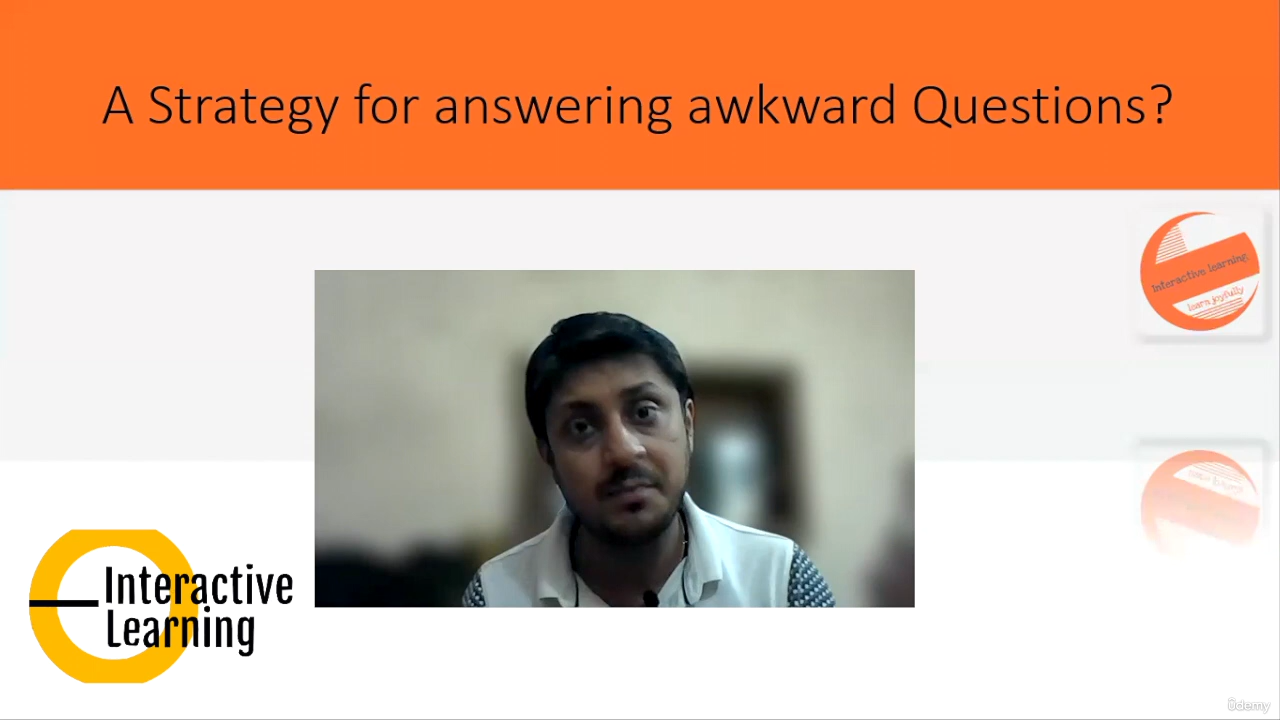 A Strategy for answering awkward Questions?
Interactive learning
learn joyfully
Interactive
Learning
ûdemy